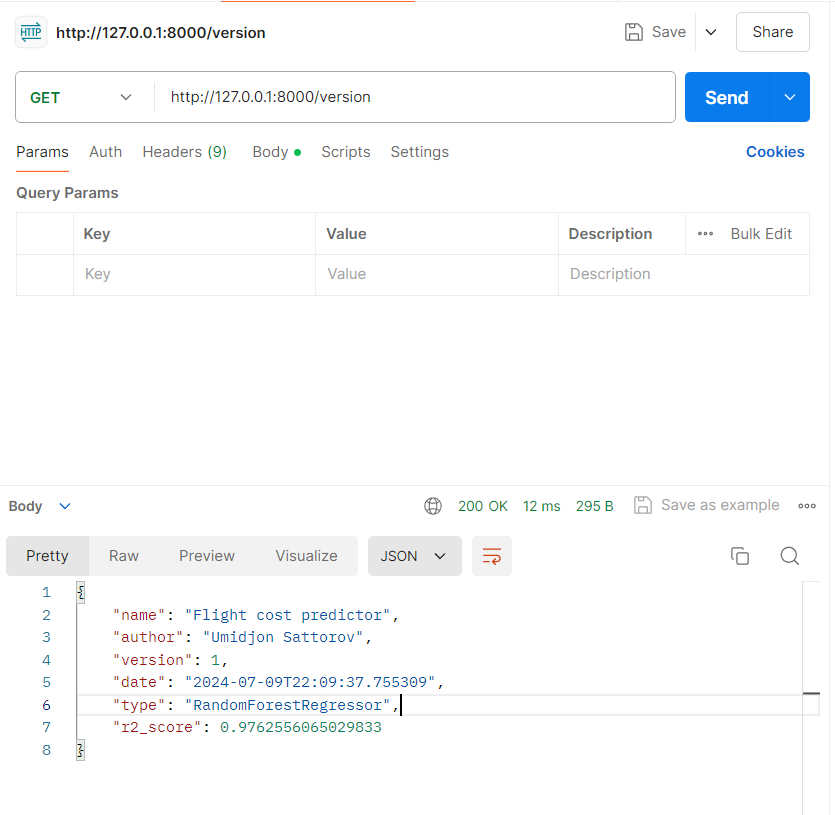 HTTP http://127.0.0.1:8000/version Save Share
GET http://127.0.0.1:8000/version Send
Params Auth Headers (9) Body Scripts Settings Cookies
Query Params
Key Value Description Bulk Edit
Key Value Description
Body 200 OK 12 ms 295 B Save as example
Pretty Raw Preview Visualize JSON
1 {
2 "name": "Flight cost predictor",
3 "author": "Umidjon Sattorov",
4 "version": 1,
5 "date": "2024-07-09T22:09:37.755309",
6 "type": "RandomForestRegressor",
7 "r2_score": 0.9762556065029833
8 }